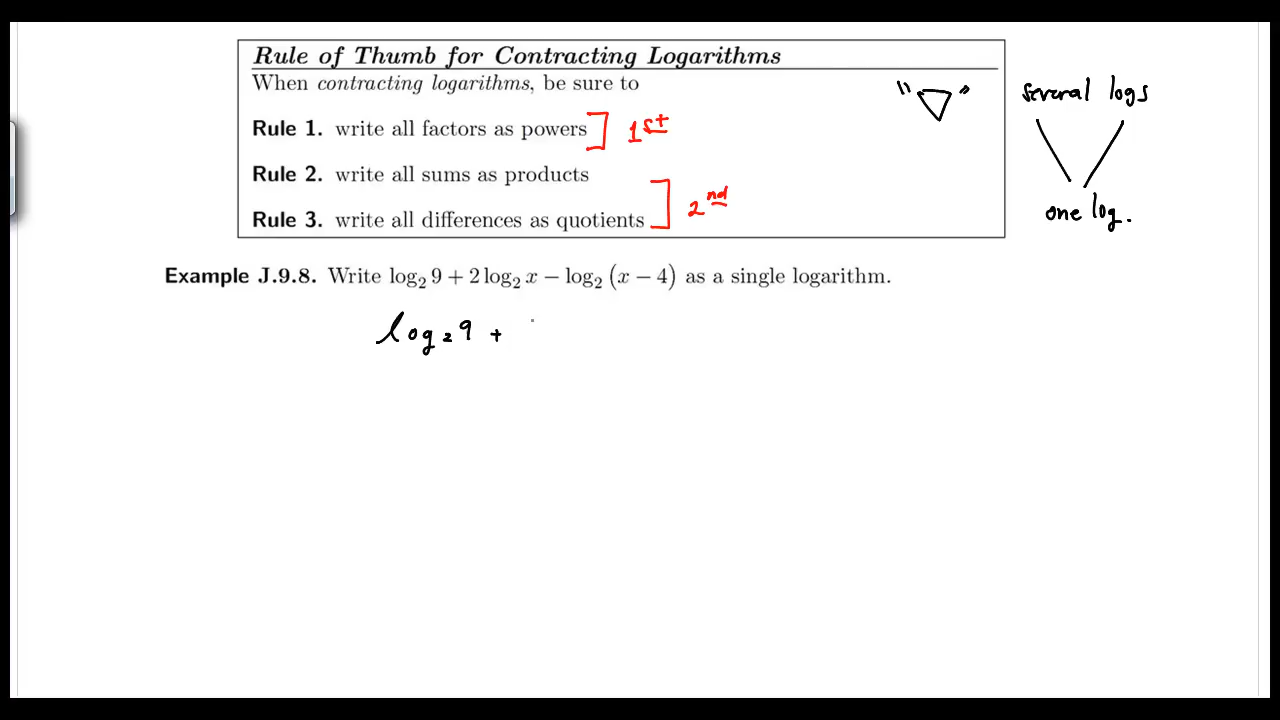 Rule of Thumb for Contracting Logarithms
When contracting logarithms, be sure to
" "
several logs
Rule 1. write all factors as powers ] 1st
Rule 2. write all sums as products
Rule 3. write all differences as quotients ] 2nd
one log.
Example J.9.8. Write log₂ 9 + 2 log₂ x − log₂ (x − 4) as a single logarithm.
log₂ 9 +